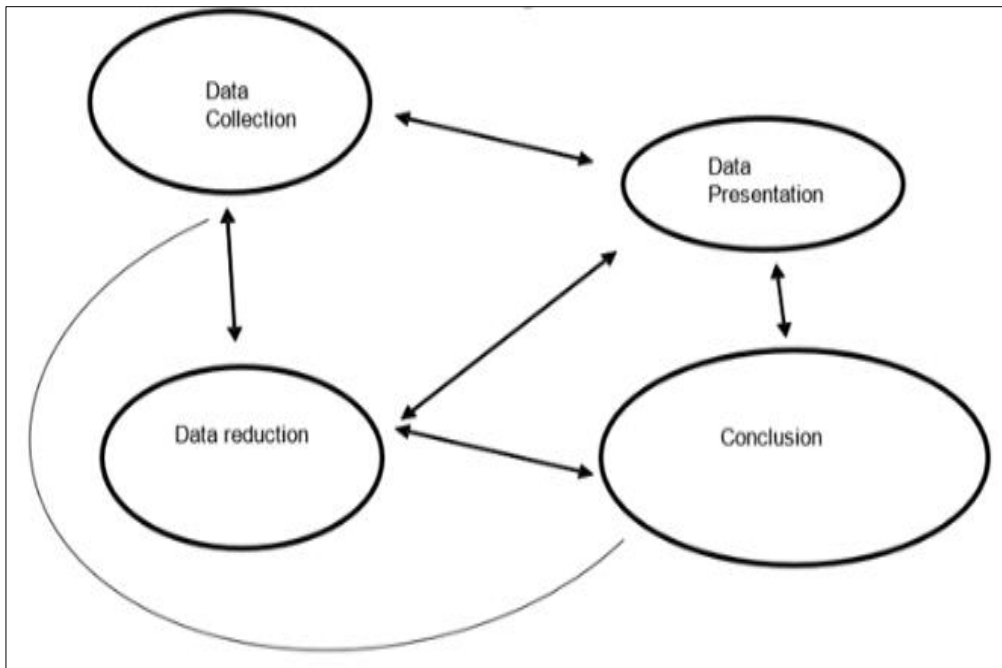 Data
Collection
Data
Presentation
Data reduction
Conclusion